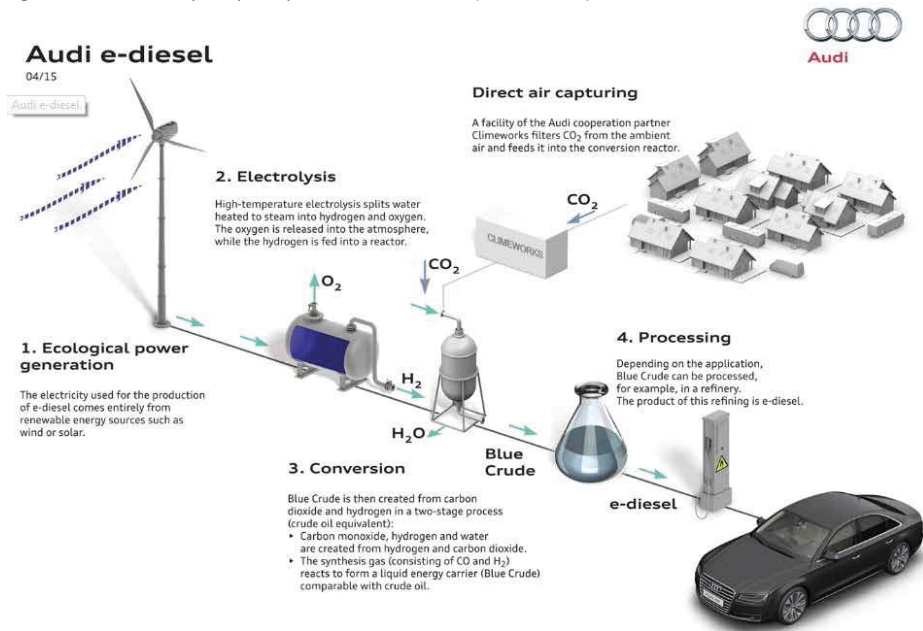 Audi e-diesel
04/15
Audi e-diesel
Audi
Direct air capturing
A facility of the Audi cooperation partner
Climeworks filters CO₂ from the ambient
air and feeds it into the conversion reactor.
2. Electrolysis
High-temperature electrolysis splits water
heated to steam into hydrogen and oxygen.
The oxygen is released into the atmosphere,
while the hydrogen is fed into a reactor.
CO₂
CLIMEWORKS
CO₂
O₂
H₂
H₂O
1. Ecological power
generation
The electricity used for the production
of e-diesel comes entirely from
renewable energy sources such as
wind or solar.
4. Processing
Depending on the application,
Blue Crude can be processed,
for example, in a refinery.
The product of this refining is e-diesel.
Blue
Crude
e-diesel
3. Conversion
Blue Crude is then created from carbon
dioxide and hydrogen in a two-stage process
(crude oil equivalent):
▸ Carbon monoxide, hydrogen and water
are created from hydrogen and carbon dioxide.
▸ The synthesis gas (consisting of CO and H₂)
reacts to form a liquid energy carrier (Blue Crude)
comparable with crude oil.